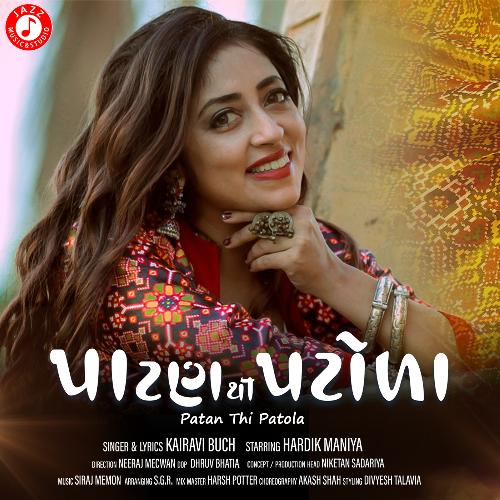 JAZZ
MUSIC & STUDIO
પાટણ થી પટોળા
Patan Thi Patola
SINGER & LYRICS KAIRAVI BUCH STARRING HARDIK MANIYA
DIRECTION NEERAJ MECWAN DOP DHRUV BHATIA CONCEPT / PRODUCTION HEAD NIKETAN SADARIYA
MUSIC SIRAJ MEMON ARRANGING S.G.R. MIX MASTER HARSH POTTER CHOREOGRAPHY AKASH SHAH STYLING DIVYESH TALAVIA